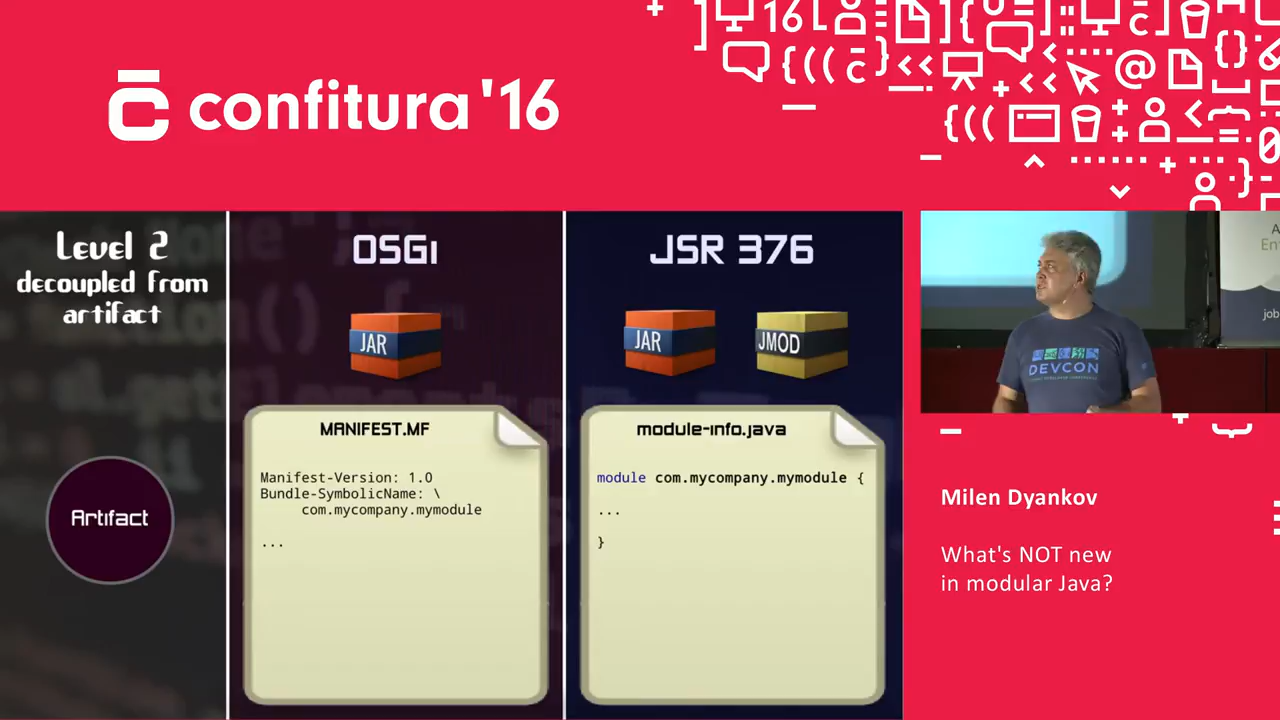 confitura '16
Level 2
decoupled from
artifact
Artifact
OSGi
JAR
MANIFEST.MF
Manifest-Version: 1.0
Bundle-SymbolicName: \
com.mycompany.mymodule
...
JSR 376
JAR
JMOD
module-info.java
module com.mycompany.mymodule {
...
}
DEVCON
job
Milen Dyankov
What's NOT new
in modular Java?